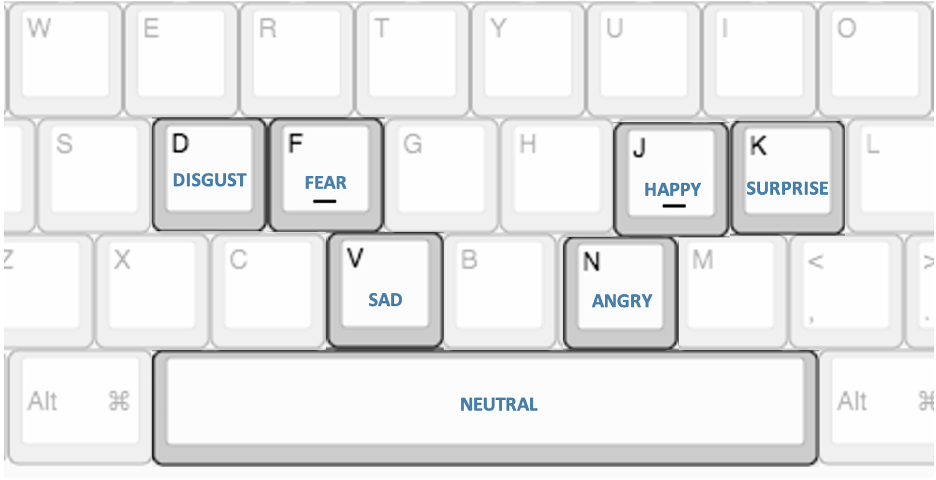 W E R T Y U I O
S D F G H J K L
DISGUST FEAR HAPPY SURPRISE
Z X C V B N M < >
SAD ANGRY , .
Alt ⌘ NEUTRAL Alt ⌘